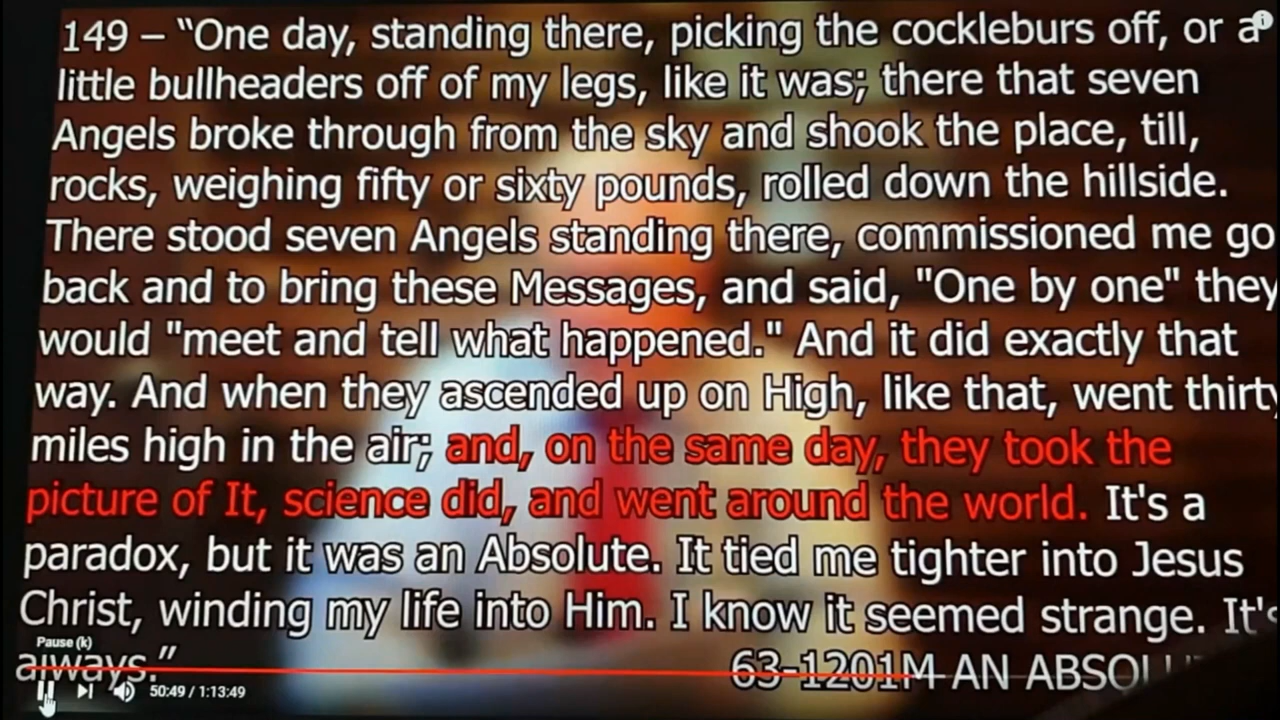 149 – “One day, standing there, picking the cockleburs off, or a
little bullheaders off of my legs, like it was; there that seven
Angels broke through from the sky and shook the place, till,
rocks, weighing fifty or sixty pounds, rolled down the hillside.
There stood seven Angels standing there, commissioned me go
back and to bring these Messages, and said, "One by one" they
would "meet and tell what happened." And it did exactly that
way. And when they ascended up on High, like that, went thirty
miles high in the air; and, on the same day, they took the
picture of It, science did, and went around the world. It's a
paradox, but it was an Absolute. It tied me tighter into Jesus
Christ, winding my life into Him. I know it seemed strange. It's
always.”
63-1201M AN ABSOLU
Pause (k)
50:49 / 1:13:49